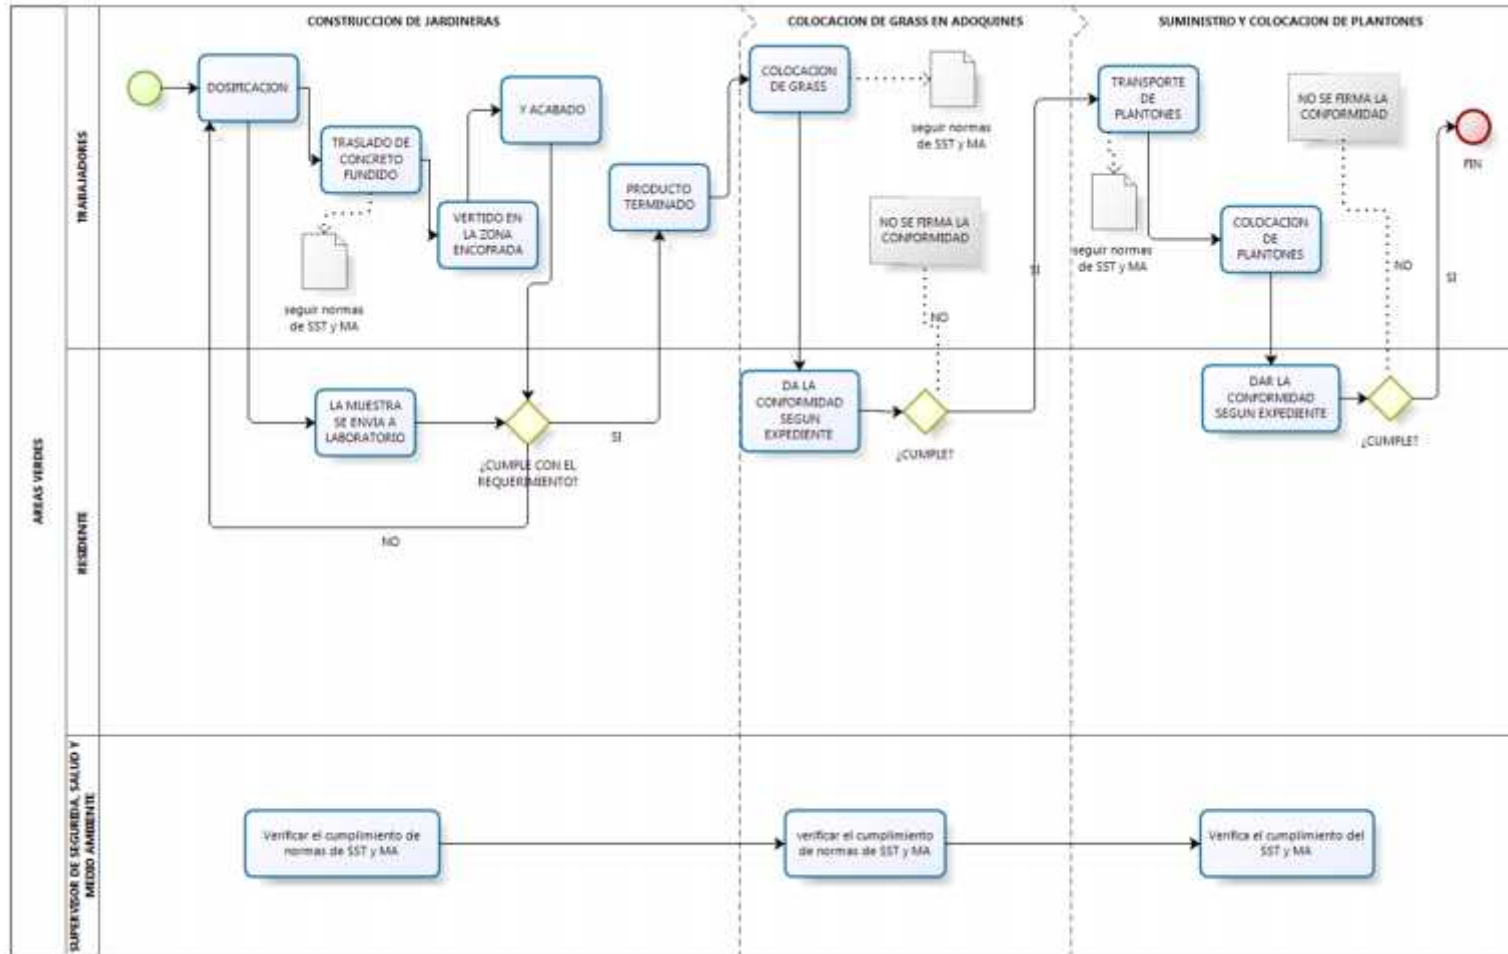 CONSTRUCCION DE JARDINERAS
COLOCACION DE GRASS EN ADOQUINES
SUMINISTRO Y COLOCACION DE PLANTONES
AREAS VERDES
TRABAJADORES
DOSIFICACION
TRASLADO DE
CONCRETO
FUNDIDO
seguir normas
de SST y MA
VERTIDO EN
LA ZONA
ENCOFRADA
Y ACABADO
PRODUCTO
TERMINADO
COLOCACION
DE GRASS
seguir normas
de SST y MA
NO SE FIRMA LA
CONFORMIDAD
NO
SI
TRANSPORTE
DE
PLANTONES
seguir normas
de SST y MA
COLOCACION
DE
PLANTONES
NO SE FIRMA LA
CONFORMIDAD
NO
SI
FIN
RESIDENTE
LA MUESTRA
SE ENVIA A
LABORATORIO
¿CUMPLE CON EL
REQUERIMIENTO?
SI
NO
DA LA
CONFORMIDAD
SEGUN
EXPEDIENTE
¿CUMPLE?
DAR LA
CONFORMIDAD
SEGUN EXPEDIENTE
¿CUMPLE?
SUPERVISOR DE SEGURIDA, SALUD Y
MEDIO AMBIENTE
Verificar el cumplimiento de
normas de SST y MA
verificar el cumplimiento
de normas de SST y MA
Verifica el cumplimiento del
SST y MA